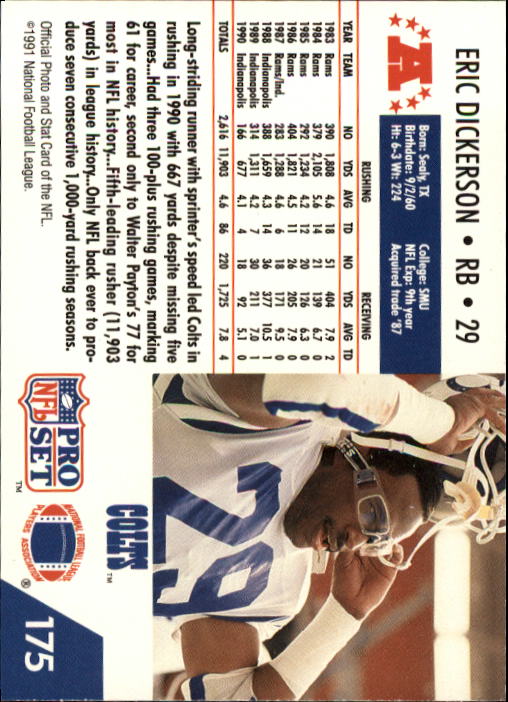 ERIC DICKERSON • RB • 29
A
Born: Sealy, TX College: SMU
Birthdate: 9/2/60 NFL Exp: 9th year
Ht: 6-3 Wt: 224 Acquired trade '87
RUSHING RECEIVING
YEAR TEAM NO YDS AVG TD NO YDS AVG TD
1983 Rams 390 1,808 4.6 18 51 404 7.9 2
1984 Rams 379 2,105 5.6 14 21 139 6.7 0
1985 Rams 292 1,234 4.2 12 20 126 6.3 0
1986 Rams 404 1,821 4.5 11 26 205 7.9 0
1987 Rams/Ind. 283 1,288 4.6 6 18 171 9.5 0
1988 Indianapolis 388 1,659 4.3 14 36 377 10.5 1
1989 Indianapolis 314 1,311 4.2 7 30 211 7.0 1
1990 Indianapolis 166 677 4.1 4 18 92 5.1 0
TOTALS 2,616 11,903 4.6 86 220 1,725 7.8 4
Long-striding runner with sprinter's speed led Colts in
rushing in 1990 with 667 yards despite missing five
games...Had three 100-plus rushing games, marking
61 for career, second only to Walter Payton's 77 for
most in NFL history...Fifth-leading rusher (11,903
yards) in league history...Only NFL back ever to pro-
duce seven consecutive 1,000-yard rushing seasons.
Official Photo and Stat Card of the NFL.
©1991 National Football League.
29
COLTS™
PRO
NFL
SET
™
NATIONAL FOOTBALL LEAGUE
PLAYERS ASSOCIATION
®
175